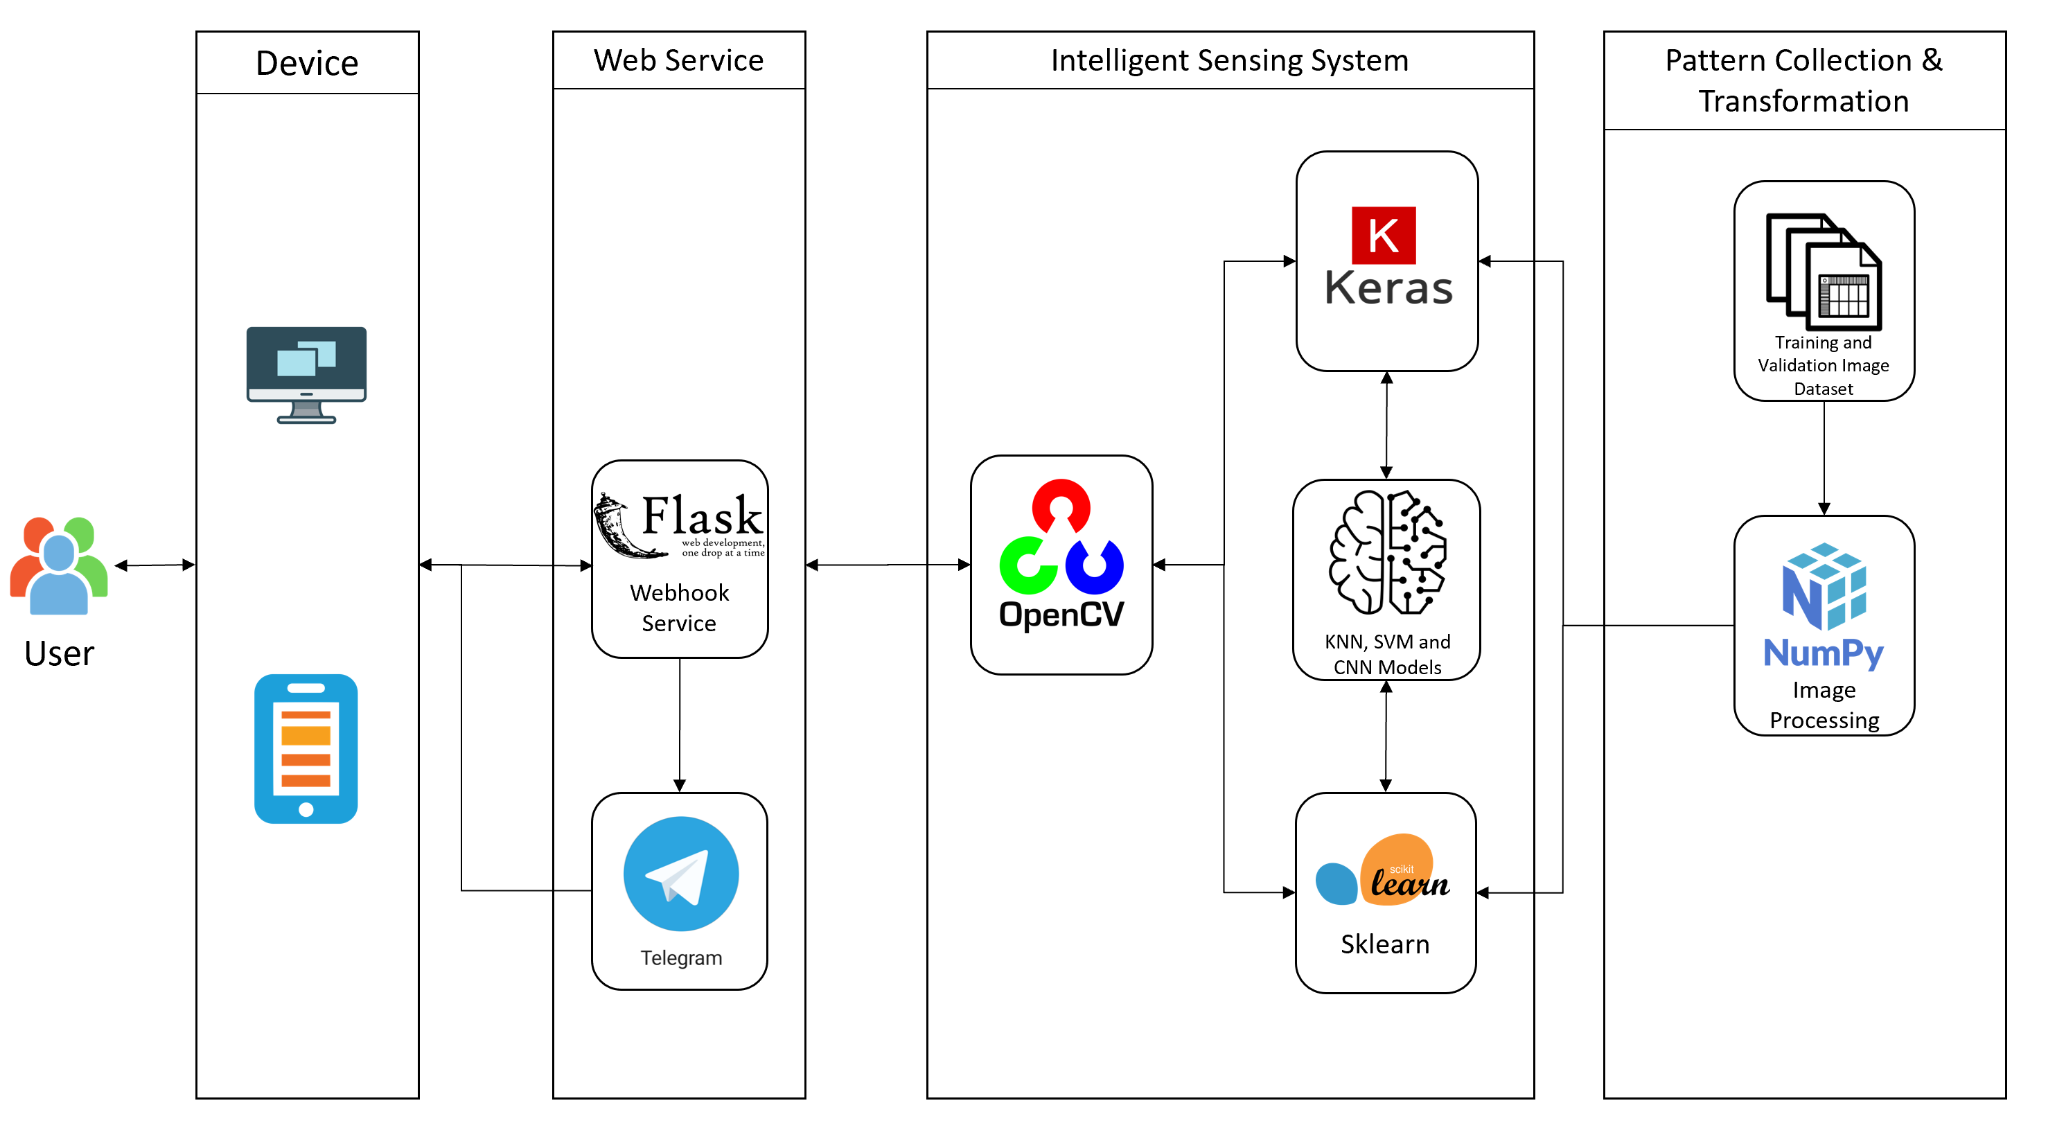 Device
Web Service
Intelligent Sensing System
Pattern Collection &
Transformation
User
Flask
web development,
one drop at a time
Webhook
Service
Telegram
OpenCV
K
Keras
KNN, SVM and
CNN Models
scikit
learn
Sklearn
Training and
Validation Image
Dataset
NumPy
Image
Processing